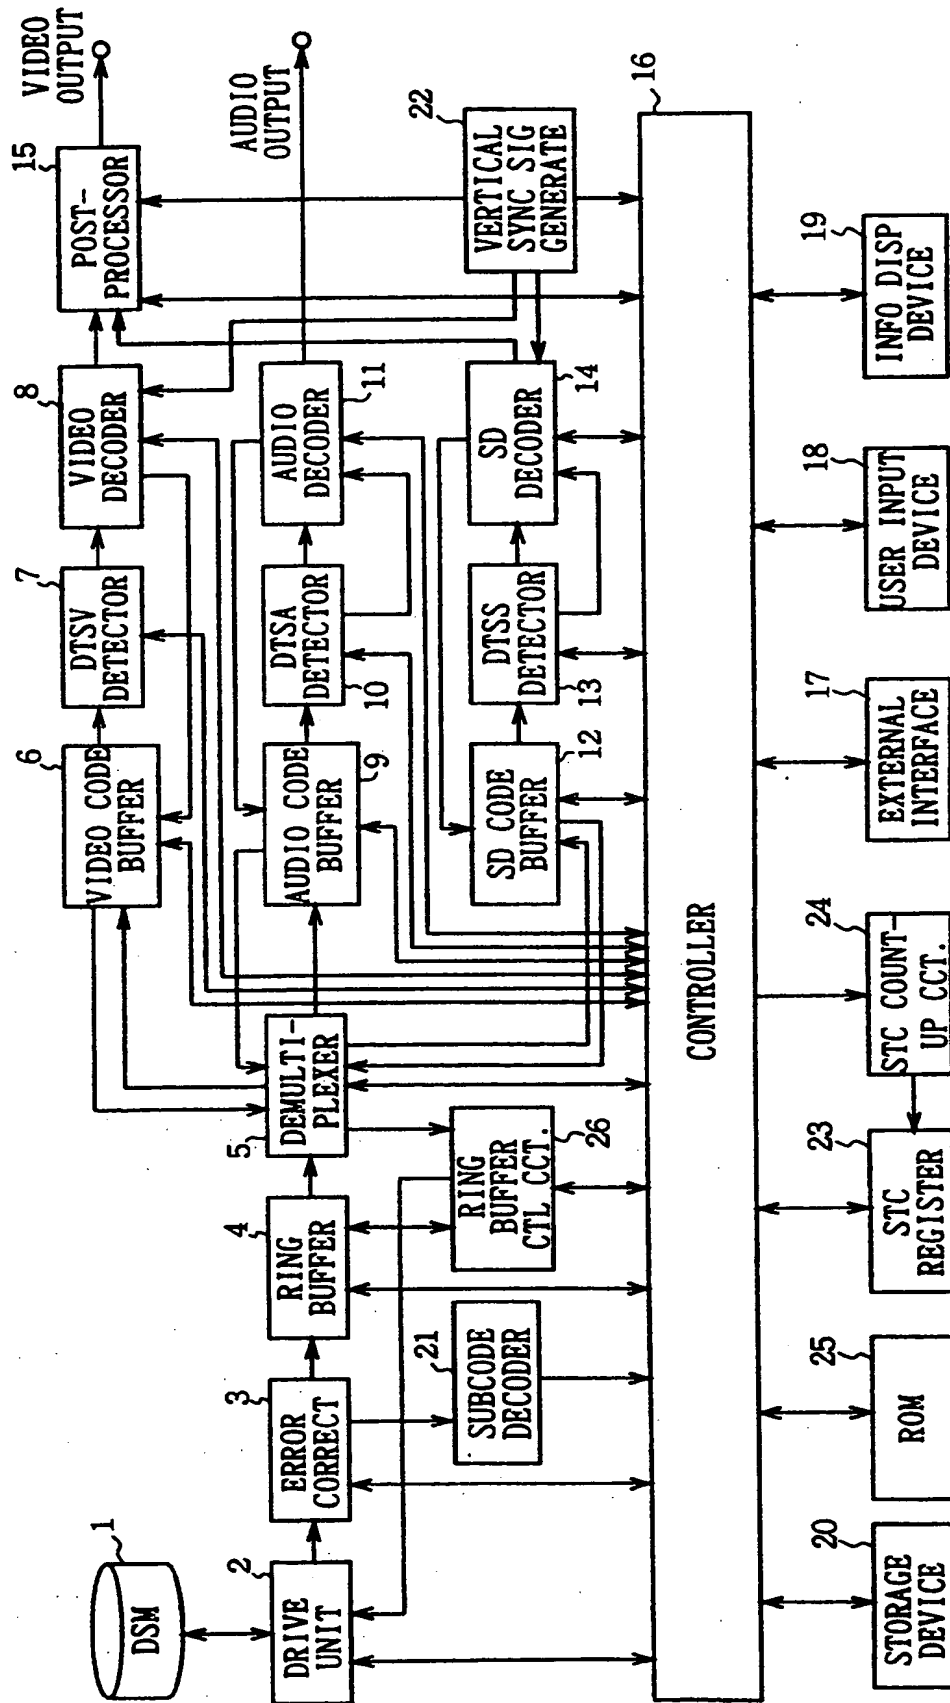 1
DSM
2
DRIVE
UNIT
3
ERROR
CORRECT
4
RING
BUFFER
5
DEMULTI-
PLEXER
6
VIDEO CODE
BUFFER
7
DTSV
DETECTOR
8
VIDEO
DECODER
15
POST-
PROCESSOR
VIDEO
OUTPUT
9
AUDIO CODE
BUFFER
10
DTSA
DETECTOR
11
AUDIO
DECODER
AUDIO
OUTPUT
12
SD CODE
BUFFER
13
DTSS
DETECTOR
14
SD
DECODER
22
VERTICAL
SYNC SIG
GENERATE
21
SUBCODE
DECODER
26
RING
BUFFER
CTL CCT.
16
CONTROLLER
20
STORAGE
DEVICE
25
ROM
23
STC
REGISTER
24
STC COUNT-
UP CCT.
17
EXTERNAL
INTERFACE
18
USER INPUT
DEVICE
19
INFO DISP
DEVICE